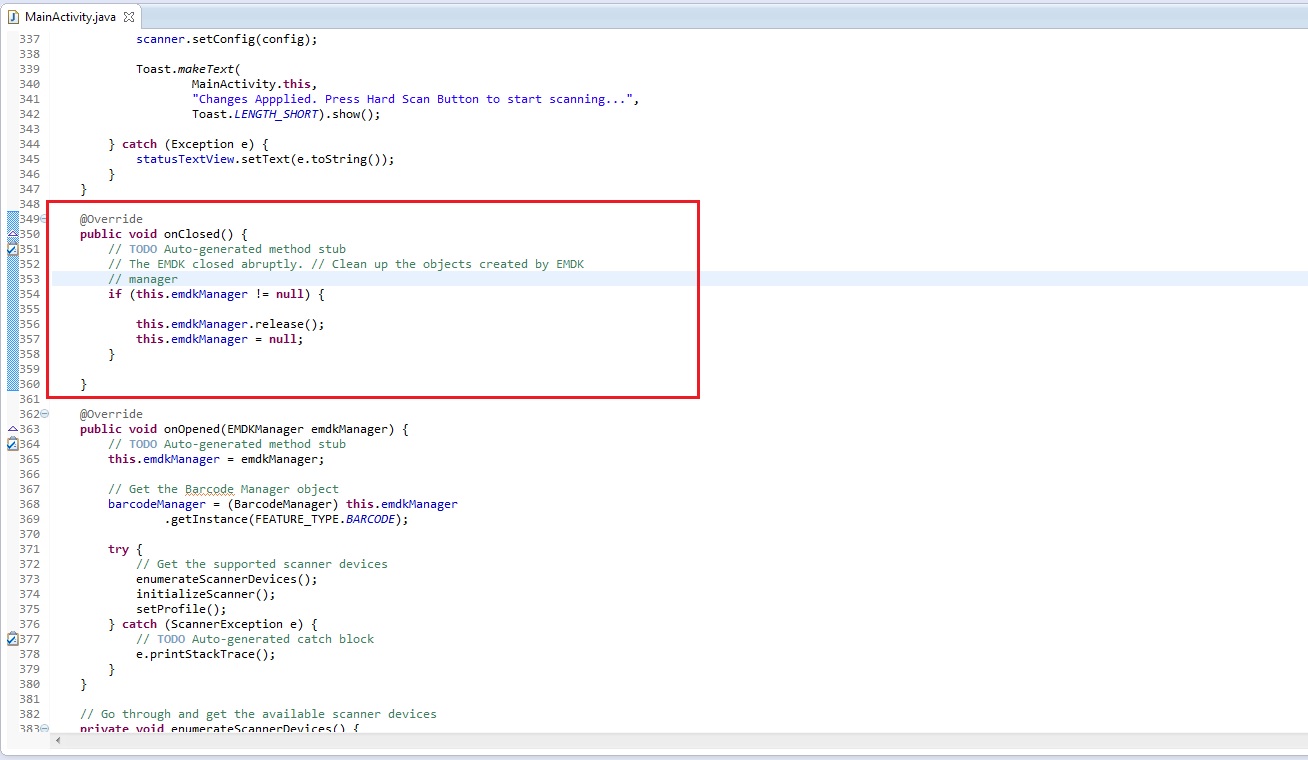 MainActivity.java
337 scanner.setConfig(config);
338
339 Toast.makeText(
340 MainActivity.this,
341 "Changes Appplied. Press Hard Scan Button to start scanning...",
342 Toast.LENGTH_SHORT).show();
343
344 } catch (Exception e) {
345 statusTextView.setText(e.toString());
346 }
347 }
348
349 @Override
350 public void onClosed() {
351 // TODO Auto-generated method stub
352 // The EMDK closed abruptly. // Clean up the objects created by EMDK
353 // manager
354 if (this.emdkManager != null) {
355
356 this.emdkManager.release();
357 this.emdkManager = null;
358 }
359
360 }
361
362 @Override
363 public void onOpened(EMDKManager emdkManager) {
364 // TODO Auto-generated method stub
365 this.emdkManager = emdkManager;
366
367 // Get the Barcode Manager object
368 barcodeManager = (BarcodeManager) this.emdkManager
369 .getInstance(FEATURE_TYPE.BARCODE);
370
371 try {
372 // Get the supported scanner devices
373 enumerateScannerDevices();
374 initializeScanner();
375 setProfile();
376 } catch (ScannerException e) {
377 // TODO Auto-generated catch block
378 e.printStackTrace();
379 }
380 }
381
382 // Go through and get the available scanner devices
383 private void enumerateScannerDevices() {